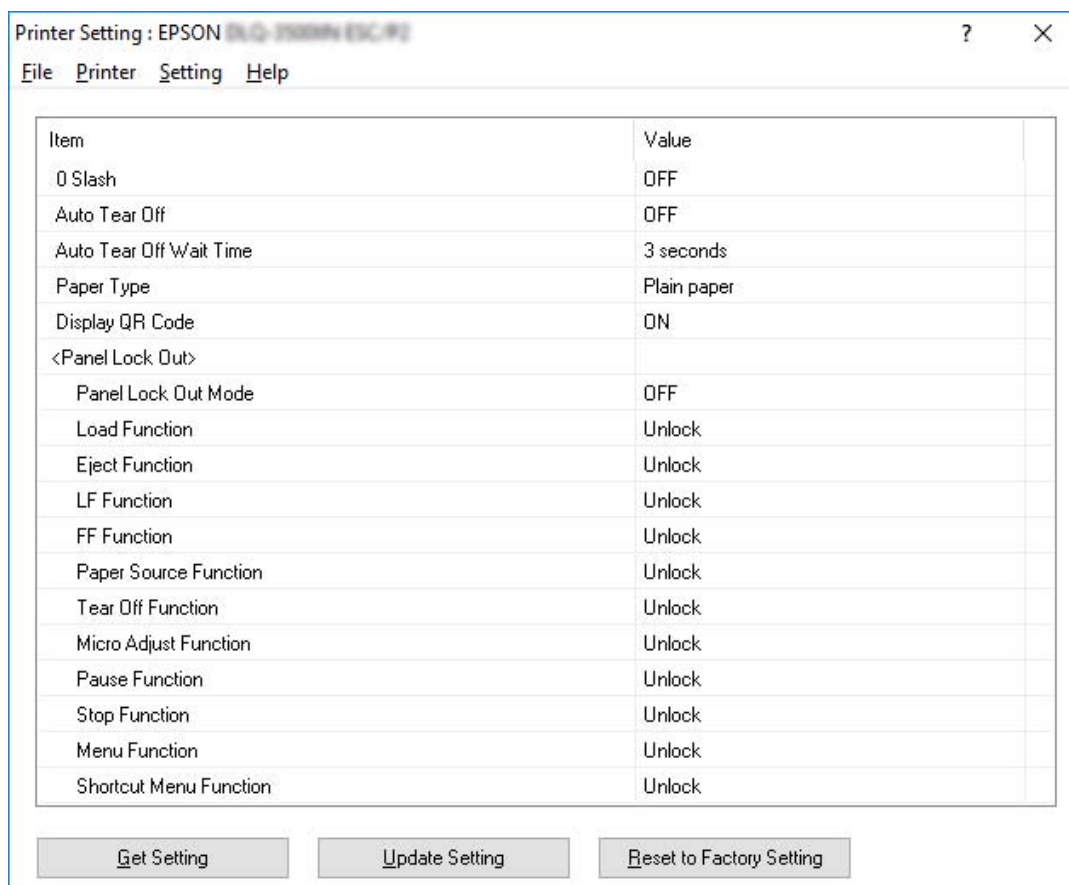 Printer Setting : EPSON
? X
File Printer Setting Help
Item Value
0 Slash OFF
Auto Tear Off OFF
Auto Tear Off Wait Time 3 seconds
Paper Type Plain paper
Display QR Code ON
<Panel Lock Out>
Panel Lock Out Mode OFF
Load Function Unlock
Eject Function Unlock
LF Function Unlock
FF Function Unlock
Paper Source Function Unlock
Tear Off Function Unlock
Micro Adjust Function Unlock
Pause Function Unlock
Stop Function Unlock
Menu Function Unlock
Shortcut Menu Function Unlock
Get Setting Update Setting Reset to Factory Setting